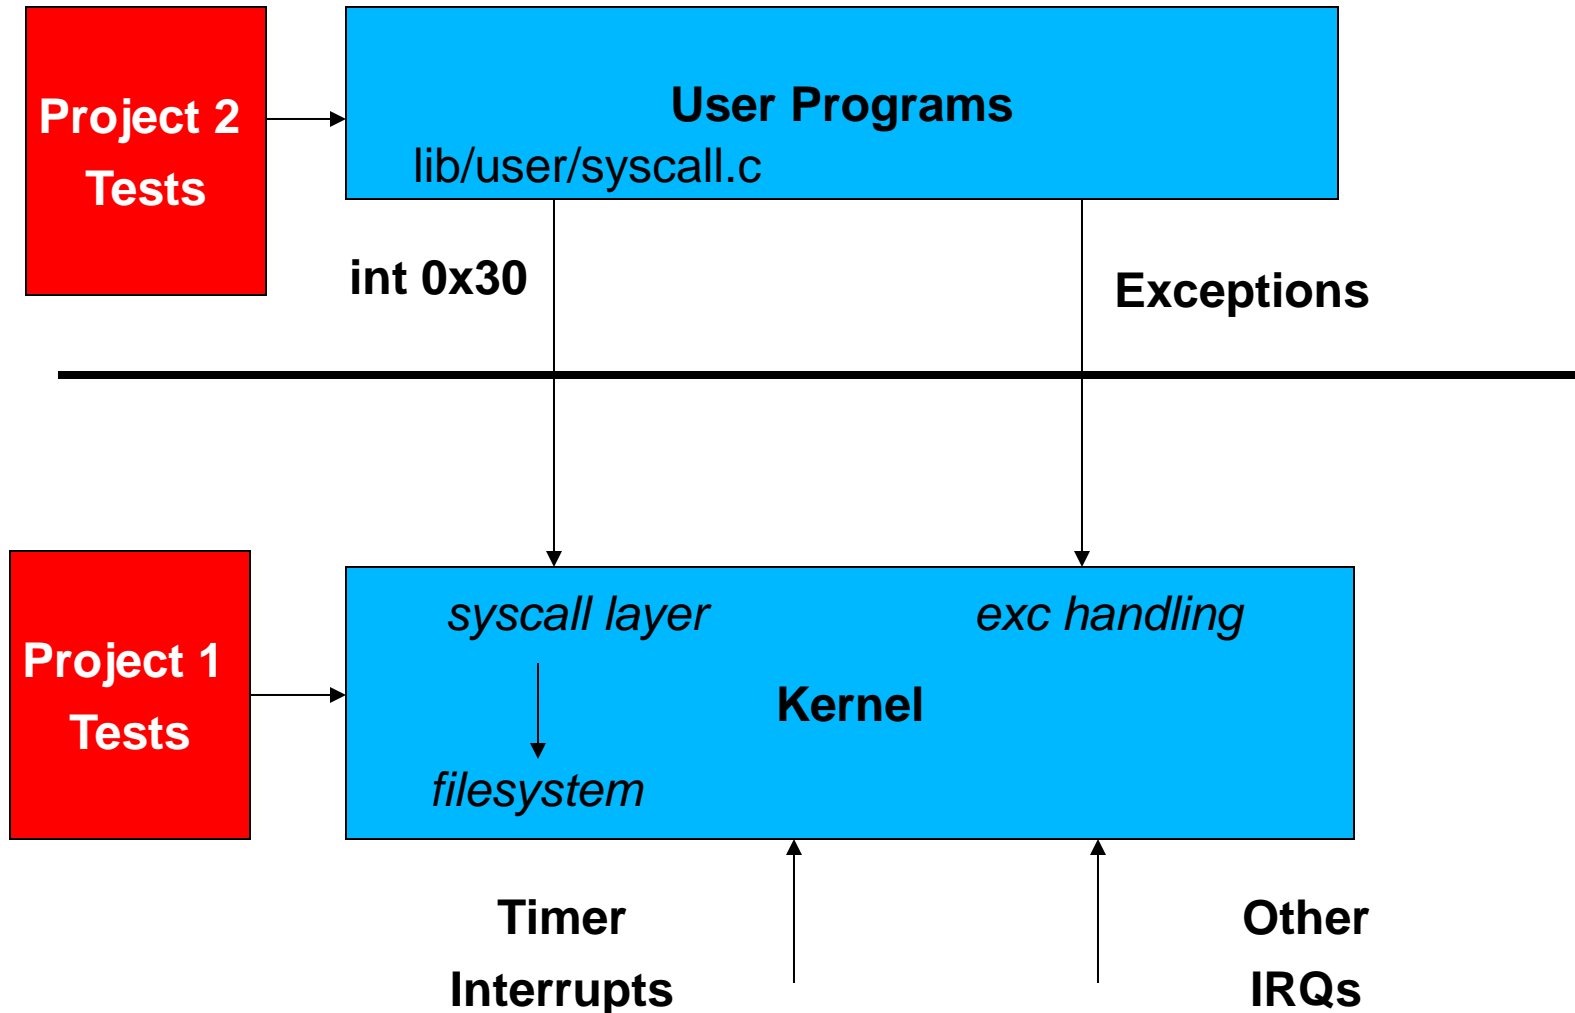 Project 2
Tests
User Programs
lib/user/syscall.c
int 0x30
Exceptions
Project 1
Tests
syscall layer
exc handling
Kernel
filesystem
Timer
Interrupts
Other
IRQs